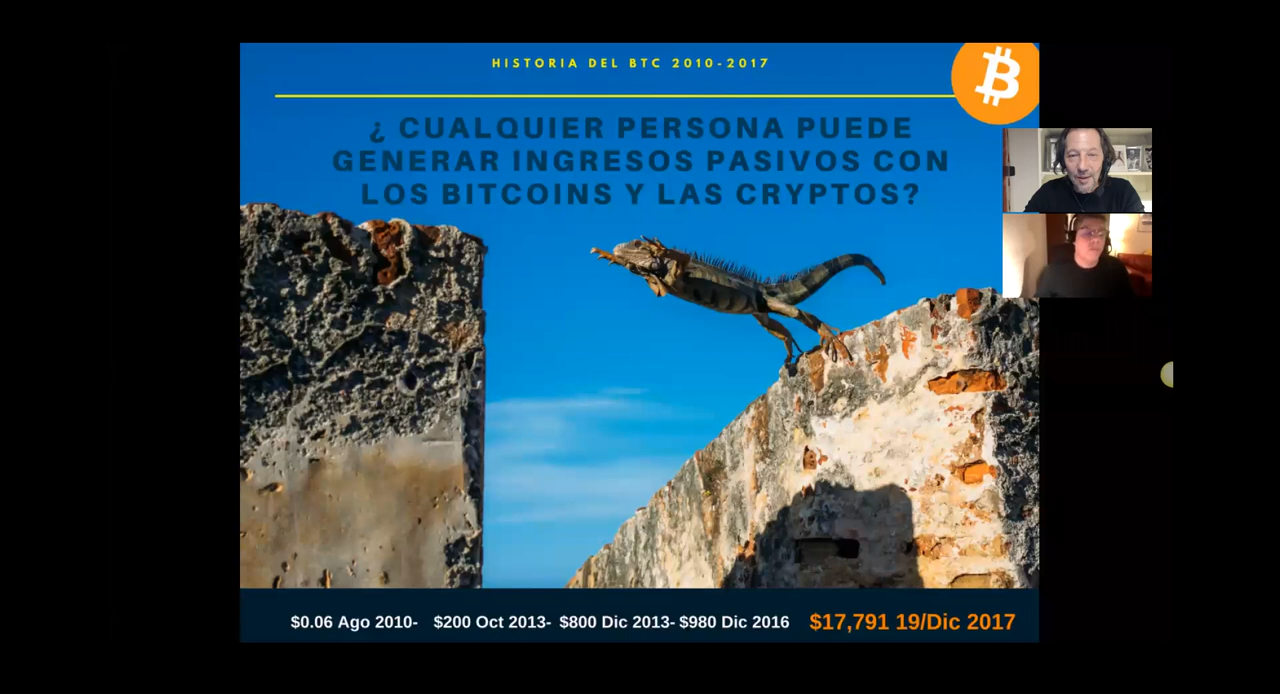 HISTORIA DEL BTC 2010-2017
¿ CUALQUIER PERSONA PUEDE
GENERAR INGRESOS PASIVOS CON
LOS BITCOINS Y LAS CRYPTOS?
$0.06 Ago 2010- $200 Oct 2013- $800 Dic 2013- $980 Dic 2016 $17,791 19/Dic 2017